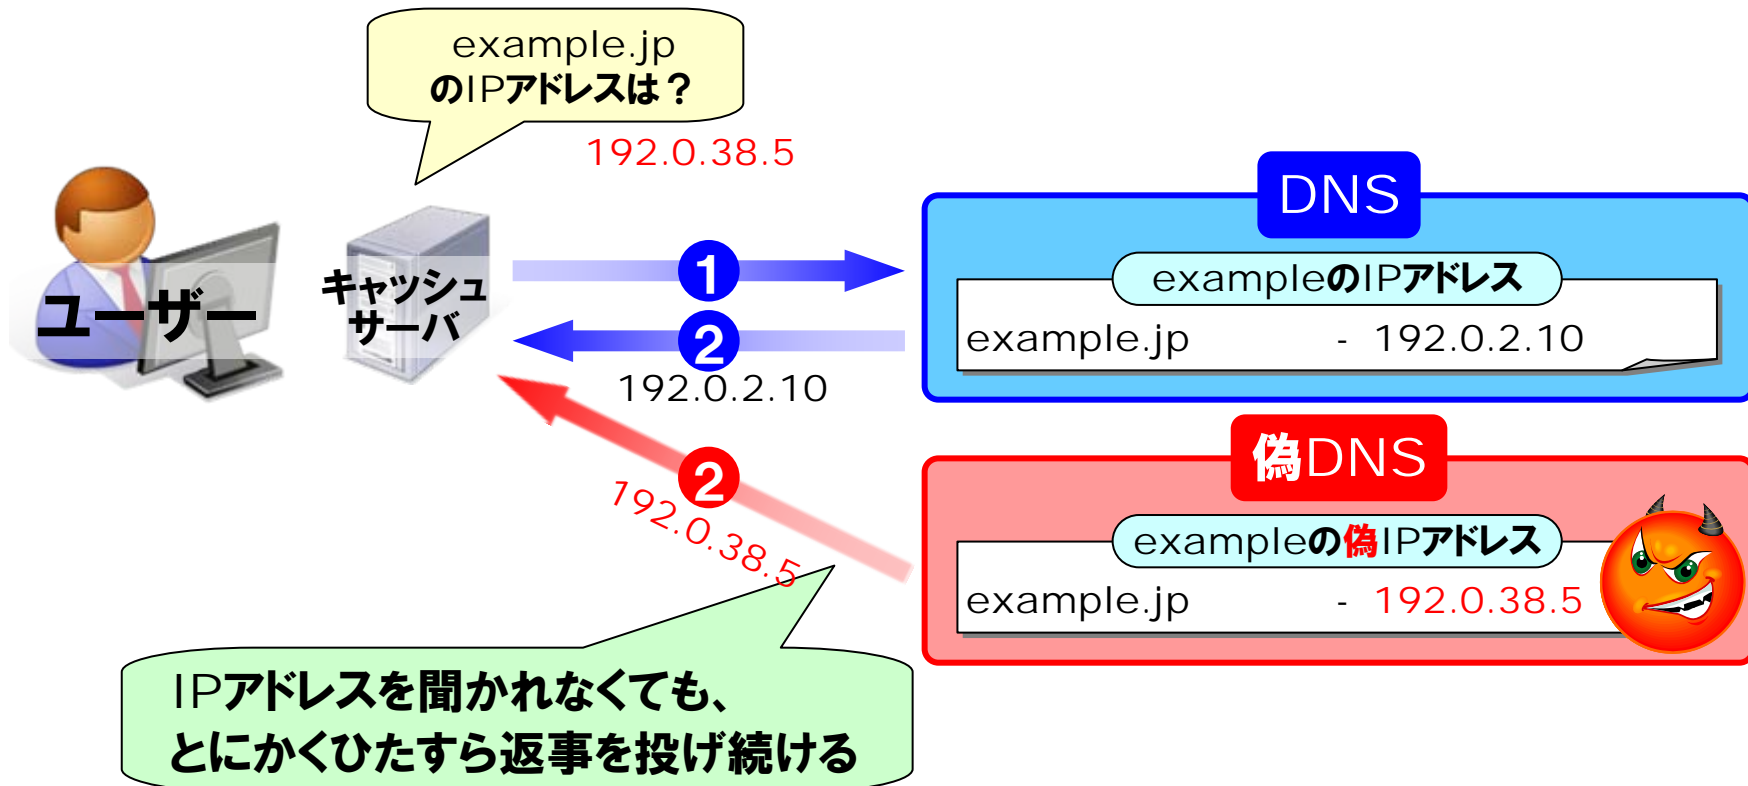 example.jp
のIPアドレスは？
192.0.38.5
ユーザー
キャッシュ
サーバ
1
2
192.0.2.10
DNS
exampleのIPアドレス
example.jp - 192.0.2.10
2
192.0.38.5
偽DNS
exampleの偽IPアドレス
example.jp - 192.0.38.5
IPアドレスを聞かれなくても、
とにかくひたすら返事を投げ続ける